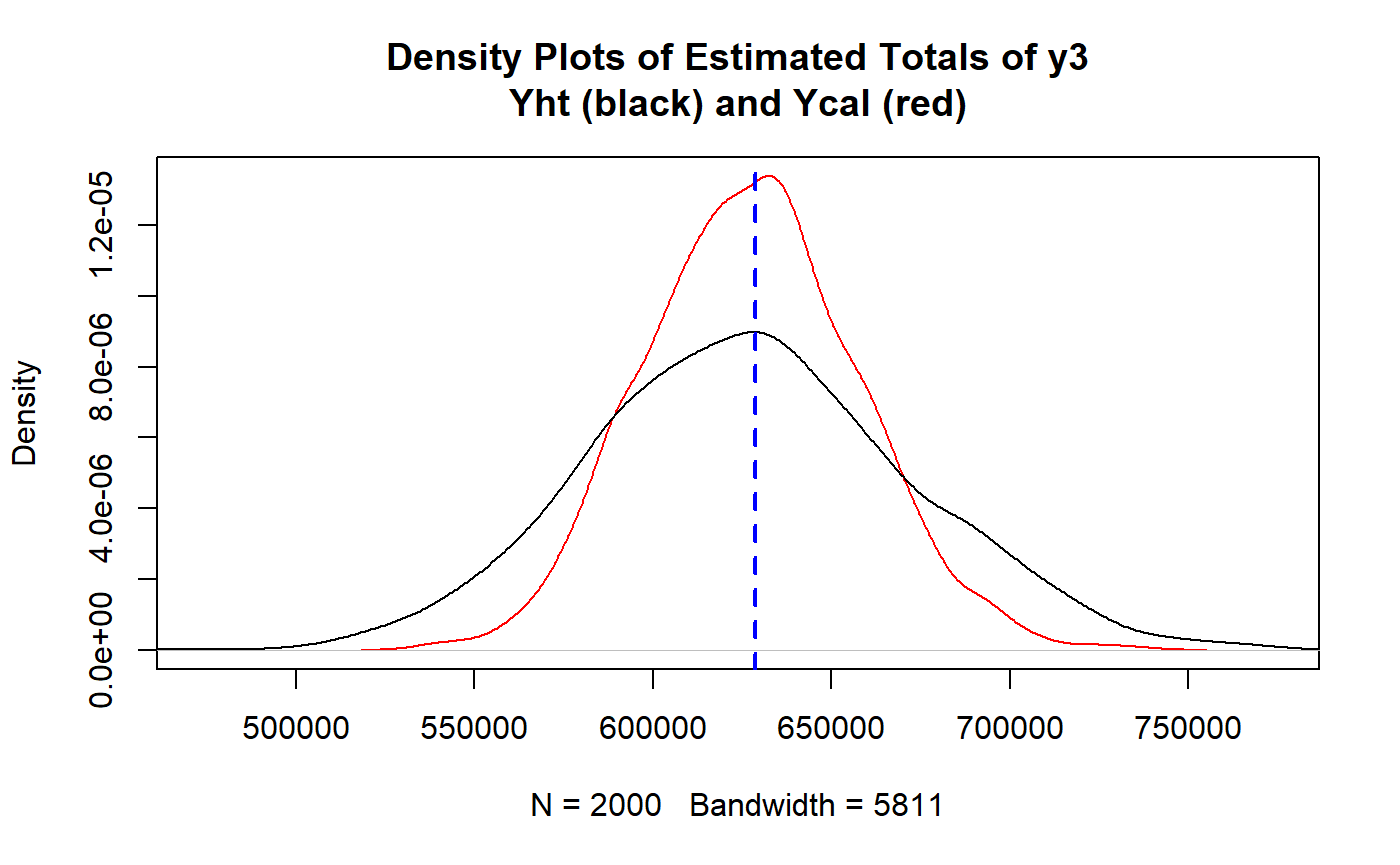 Density Plots of Estimated Totals of y3
Yht (black) and Ycal (red)
Density
1.2e-05
8.0e-06
4.0e-06
0.0e+00
500000 550000 600000 650000 700000 750000
N = 2000 Bandwidth = 5811